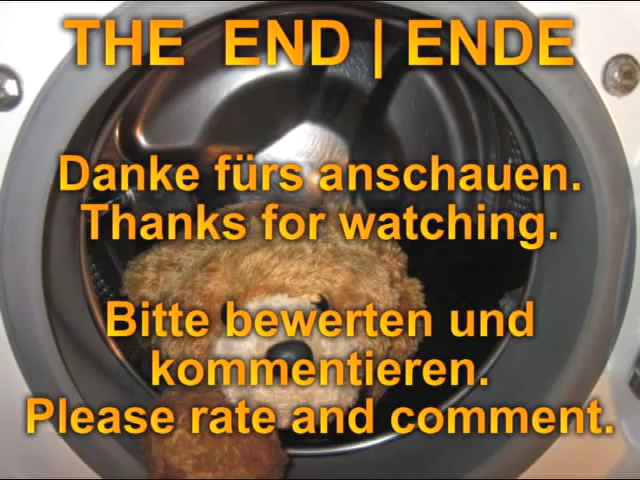 THE END | ENDE
Danke fürs anschauen.
Thanks for watching.
Bitte bewerten und
kommentieren.
Please rate and comment.